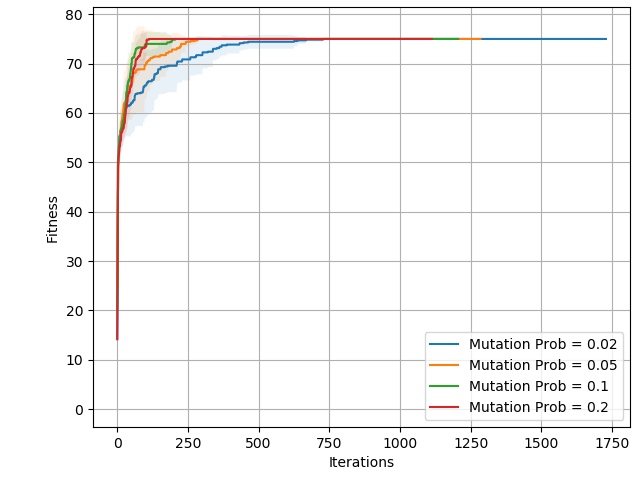 80
70
60
50
40
30
20
10
0
Fitness
0
250
500
750
1000
1250
1500
1750
Iterations
Mutation Prob = 0.02
Mutation Prob = 0.05
Mutation Prob = 0.1
Mutation Prob = 0.2